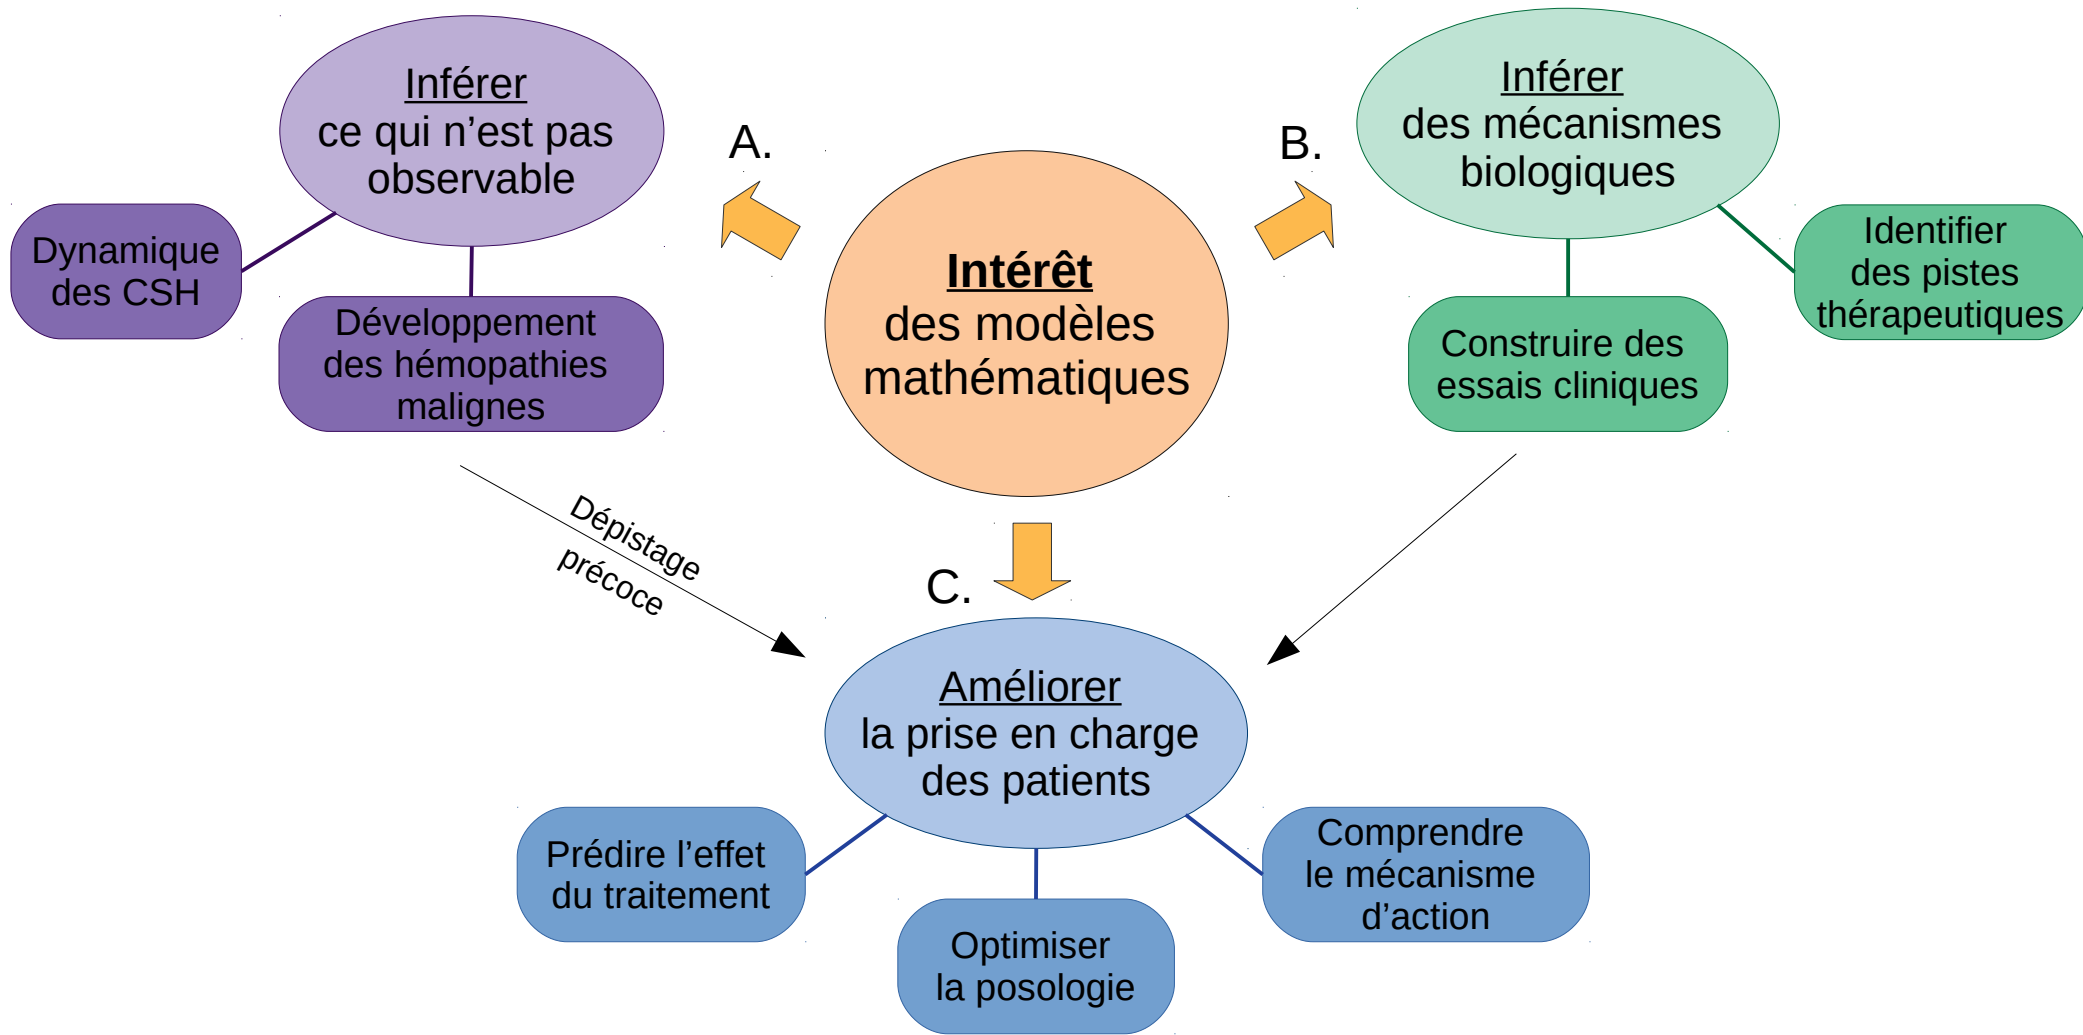 Intérêt
des modèles
mathématiques
A.
Inférer
ce qui n’est pas
observable
Dynamique
des CSH
Développement
des hémopathies
malignes
B.
Inférer
des mécanismes
biologiques
Identifier
des pistes
thérapeutiques
Construire des
essais cliniques
Dépistage
précoce
C.
Améliorer
la prise en charge
des patients
Prédire l’effet
du traitement
Optimiser
la posologie
Comprendre
le mécanisme
d’action